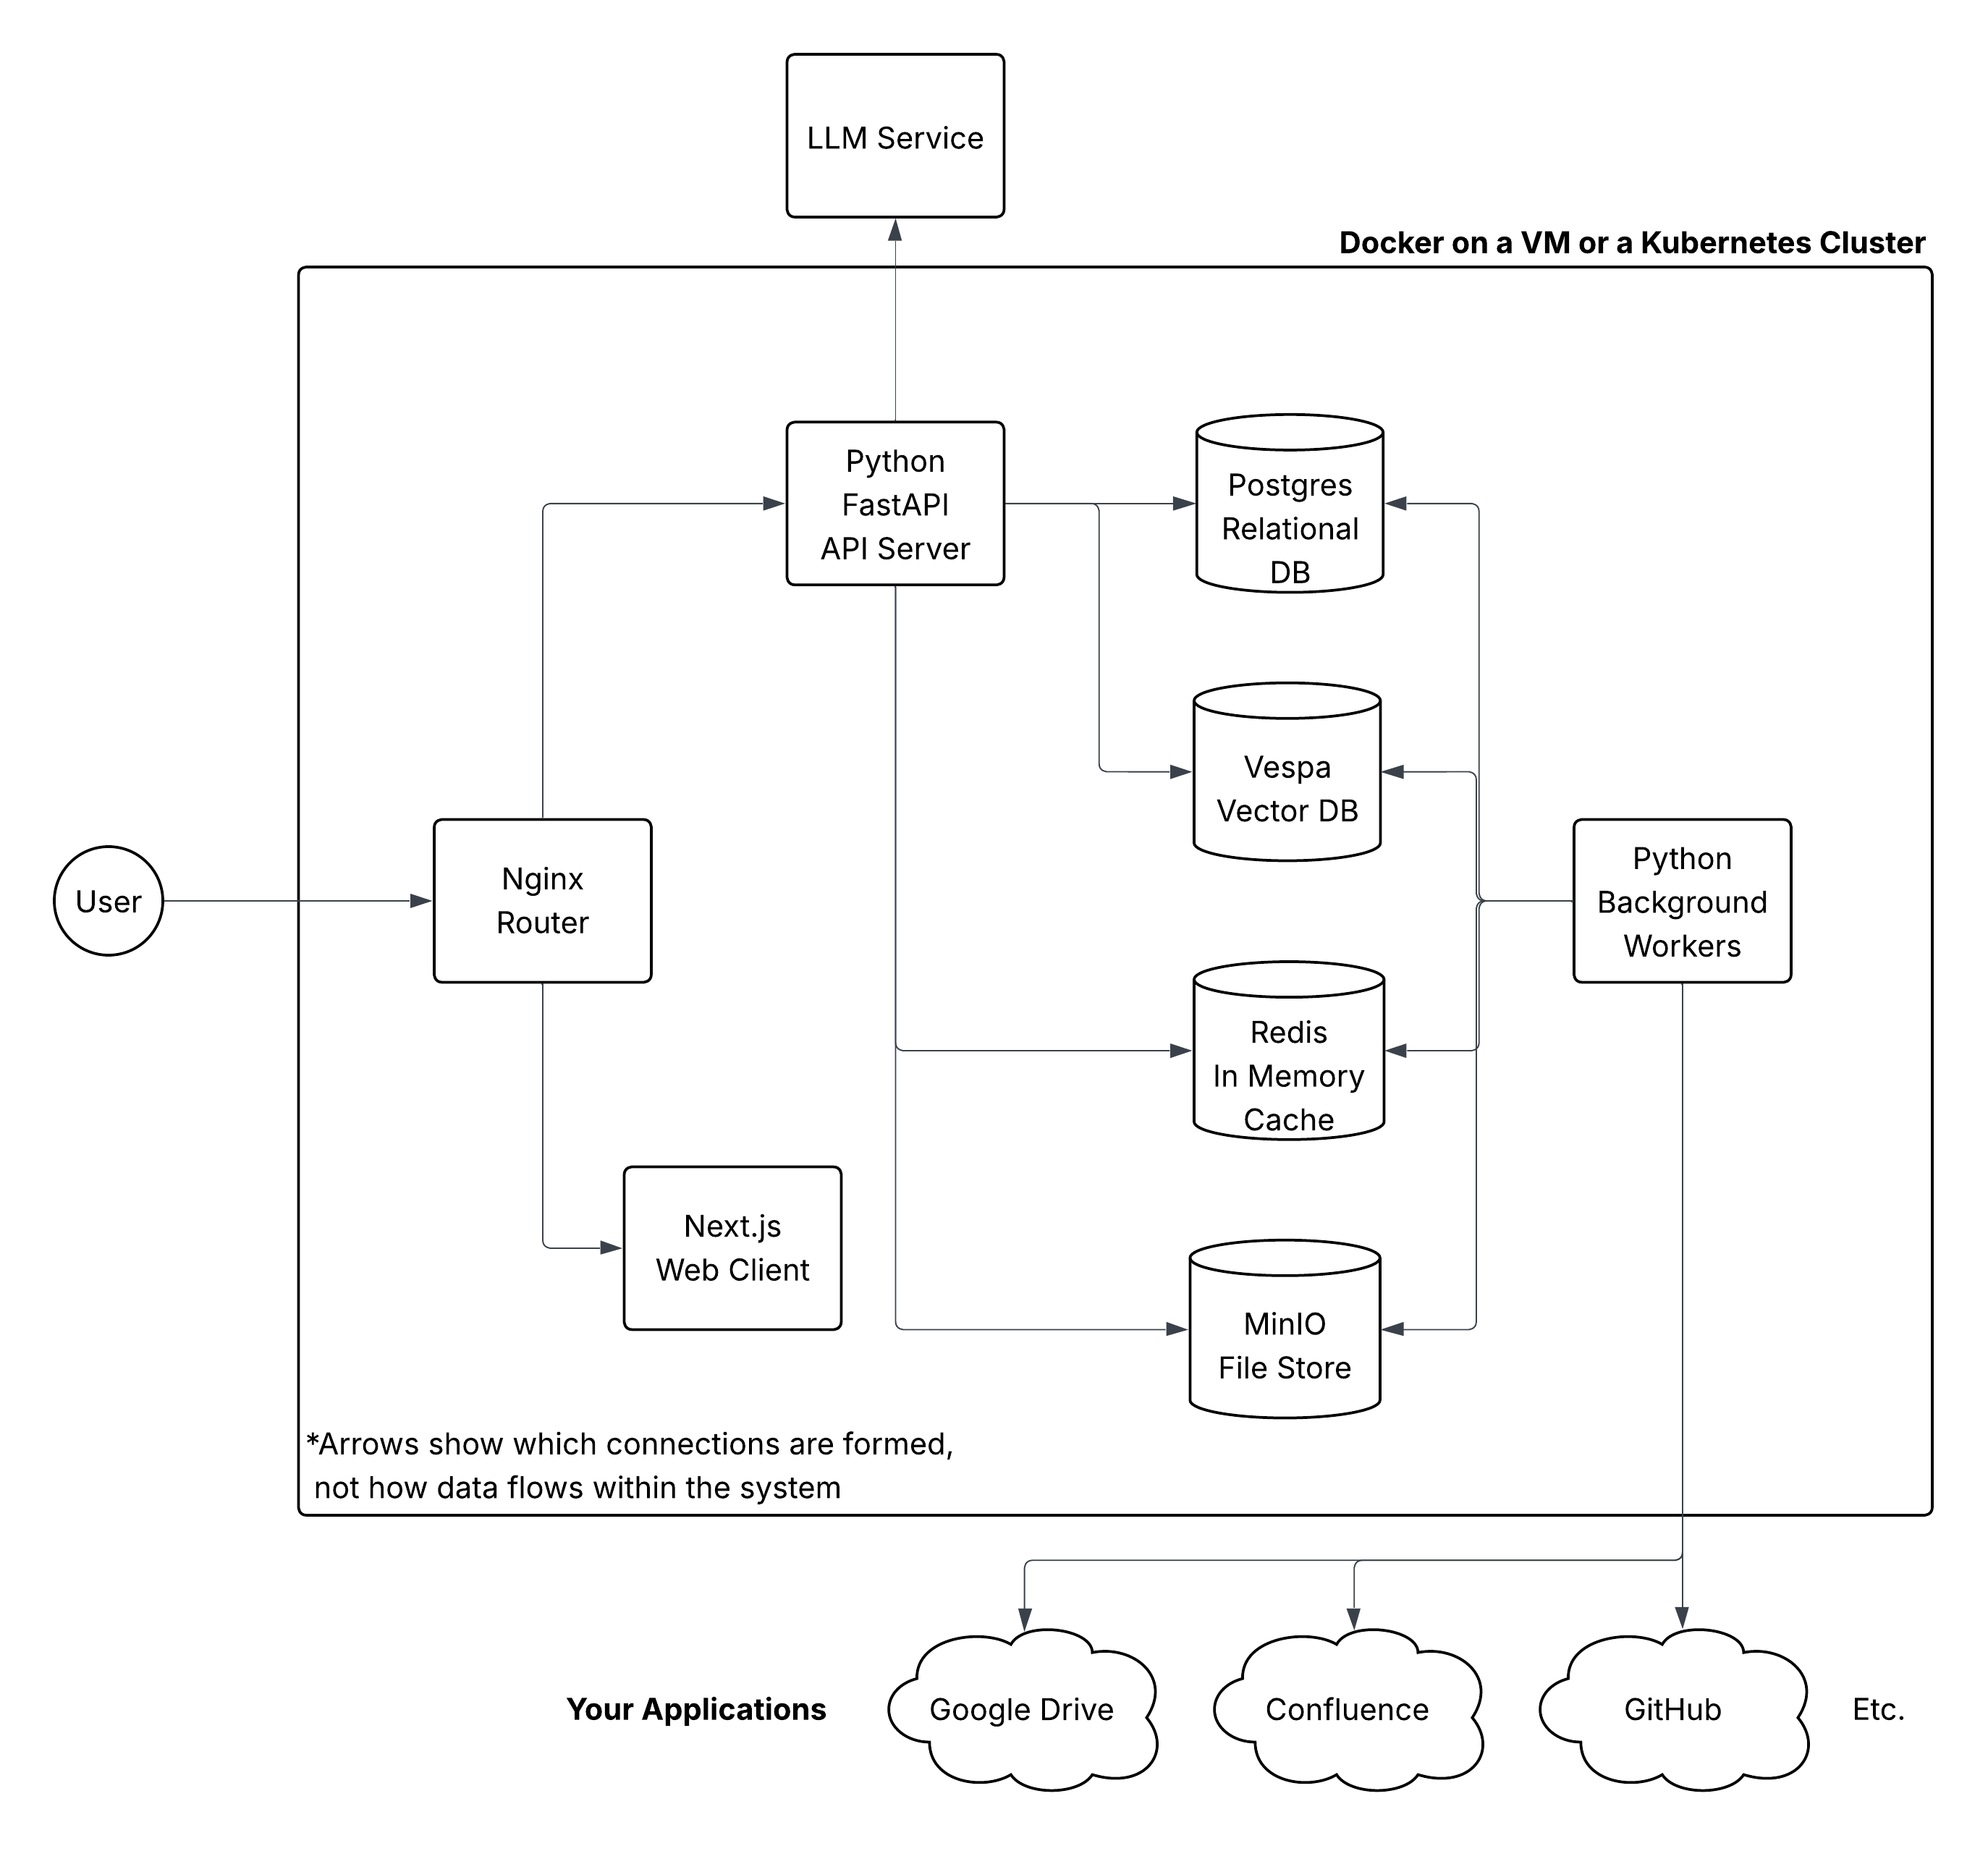 LLM Service
Docker on a VM or a Kubernetes Cluster
Python
FastAPI
API Server
Postgres
Relational
DB
Vespa
Vector DB
User
Nginx
Router
Python
Background
Workers
Redis
In Memory
Cache
Next.js
Web Client
MinIO
File Store
*Arrows show which connections are formed,
not how data flows within the system
Your Applications
Google Drive
Confluence
GitHub
Etc.